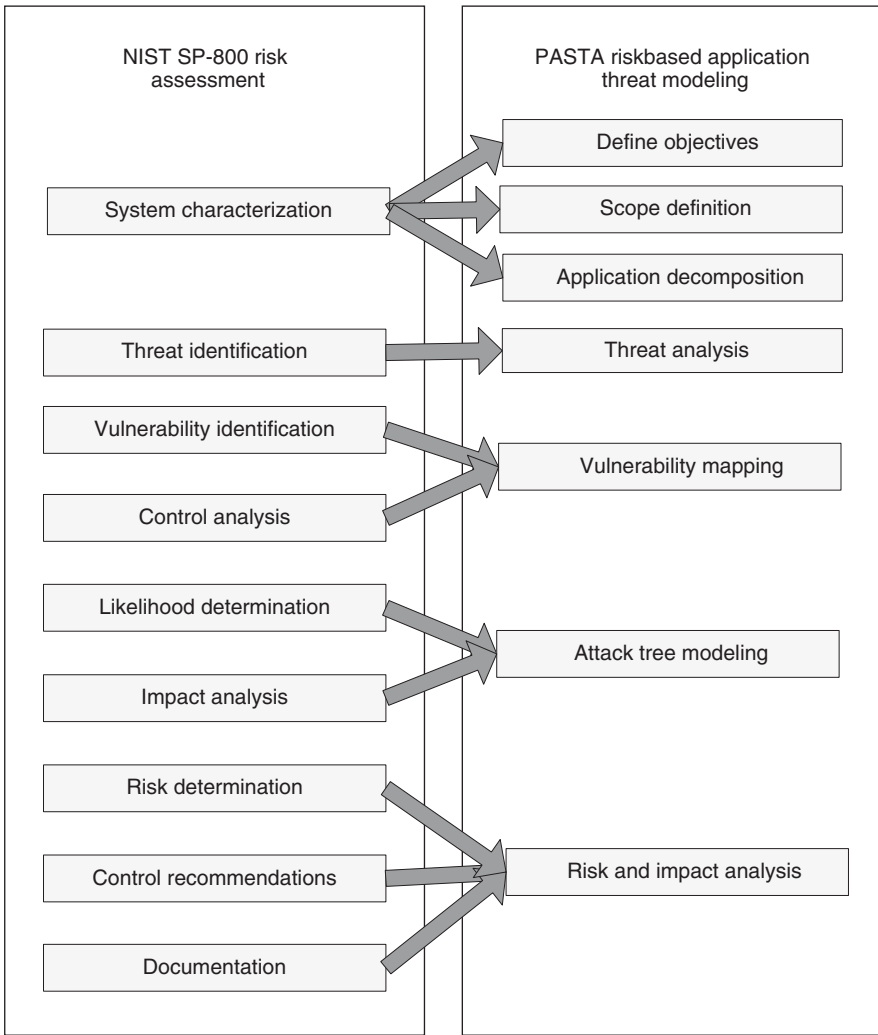 NIST SP-800 risk
assessment
System characterization
Threat identification
Vulnerability identification
Control analysis
Likelihood determination
Impact analysis
Risk determination
Control recommendations
Documentation
PASTA riskbased application
threat modeling
Define objectives
Scope definition
Application decomposition
Threat analysis
Vulnerability mapping
Attack tree modeling
Risk and impact analysis